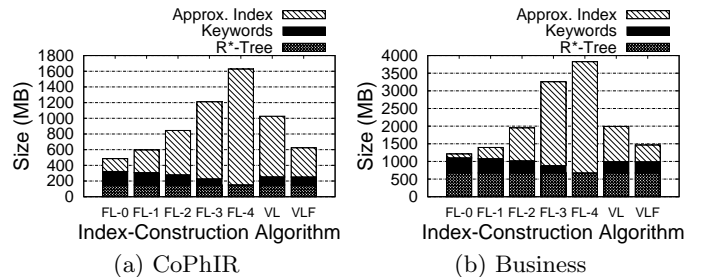 Approx. Index
Keywords
R*-Tree
1800
1600
1400
1200
1000
800
600
400
200
0
Size (MB)
FL-0 FL-1 FL-2 FL-3 FL-4 VL VLF
Index-Construction Algorithm
(a) CoPhIR
Approx. Index
Keywords
R*-Tree
4000
3500
3000
2500
2000
1500
1000
500
0
Size (MB)
FL-0 FL-1 FL-2 FL-3 FL-4 VL VLF
Index-Construction Algorithm
(b) Business